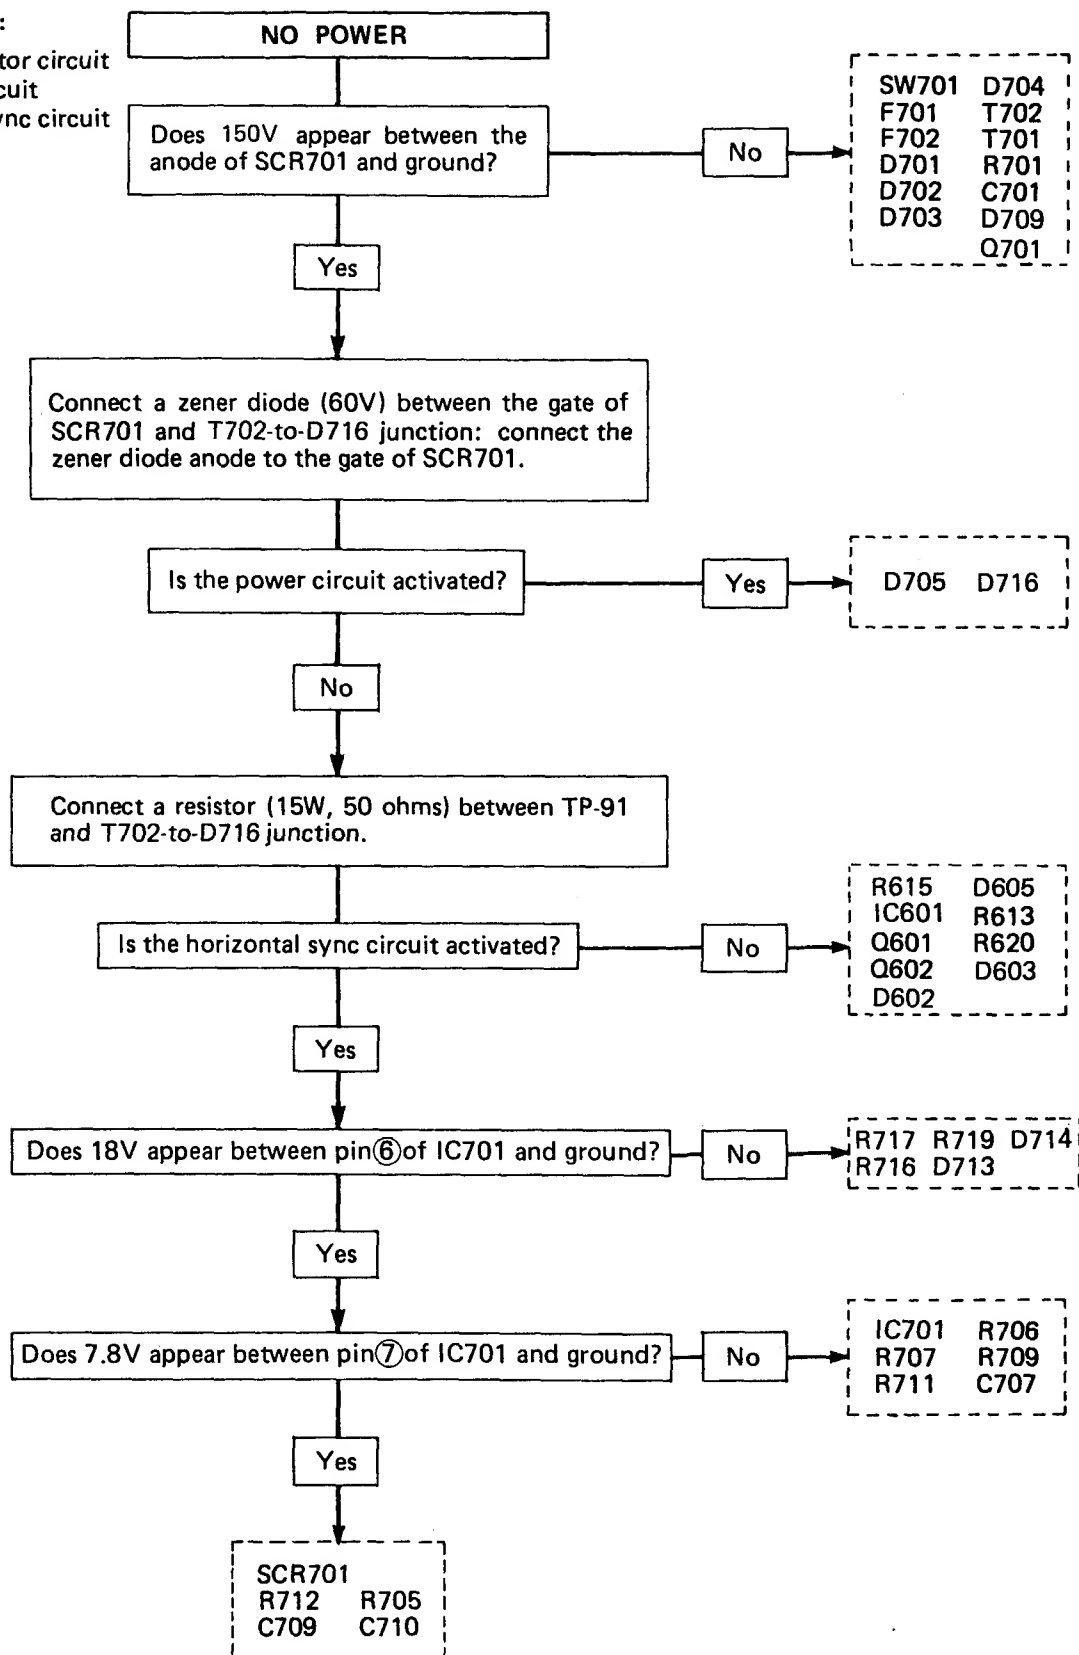 :
NO POWER
tor circuit
cuit
ync circuit
Does 150V appear between the
anode of SCR701 and ground?
No
SW701 D704
F701 T702
F702 T701
D701 R701
D702 C701
D703 D709
Q701
Yes
Connect a zener diode (60V) between the gate of
SCR701 and T702-to-D716 junction: connect the
zener diode anode to the gate of SCR701.
Is the power circuit activated?
Yes
D705 D716
No
Connect a resistor (15W, 50 ohms) between TP-91
and T702-to-D716 junction.
Is the horizontal sync circuit activated?
No
R615 D605
IC601 R613
Q601 R620
Q602 D603
D602
Yes
Does 18V appear between pin⑥of IC701 and ground?
No
R717 R719 D714
R716 D713
Yes
Does 7.8V appear between pin⑦of IC701 and ground?
No
IC701 R706
R707 R709
R711 C707
Yes
SCR701
R712 R705
C709 C710